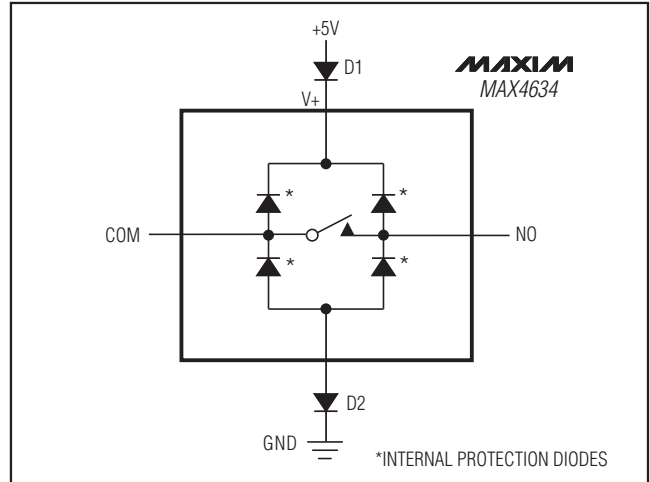 +5V
D1
MAXIM
MAX4634
V+
*
*
COM
NO
*
*
D2
GND
*INTERNAL PROTECTION DIODES